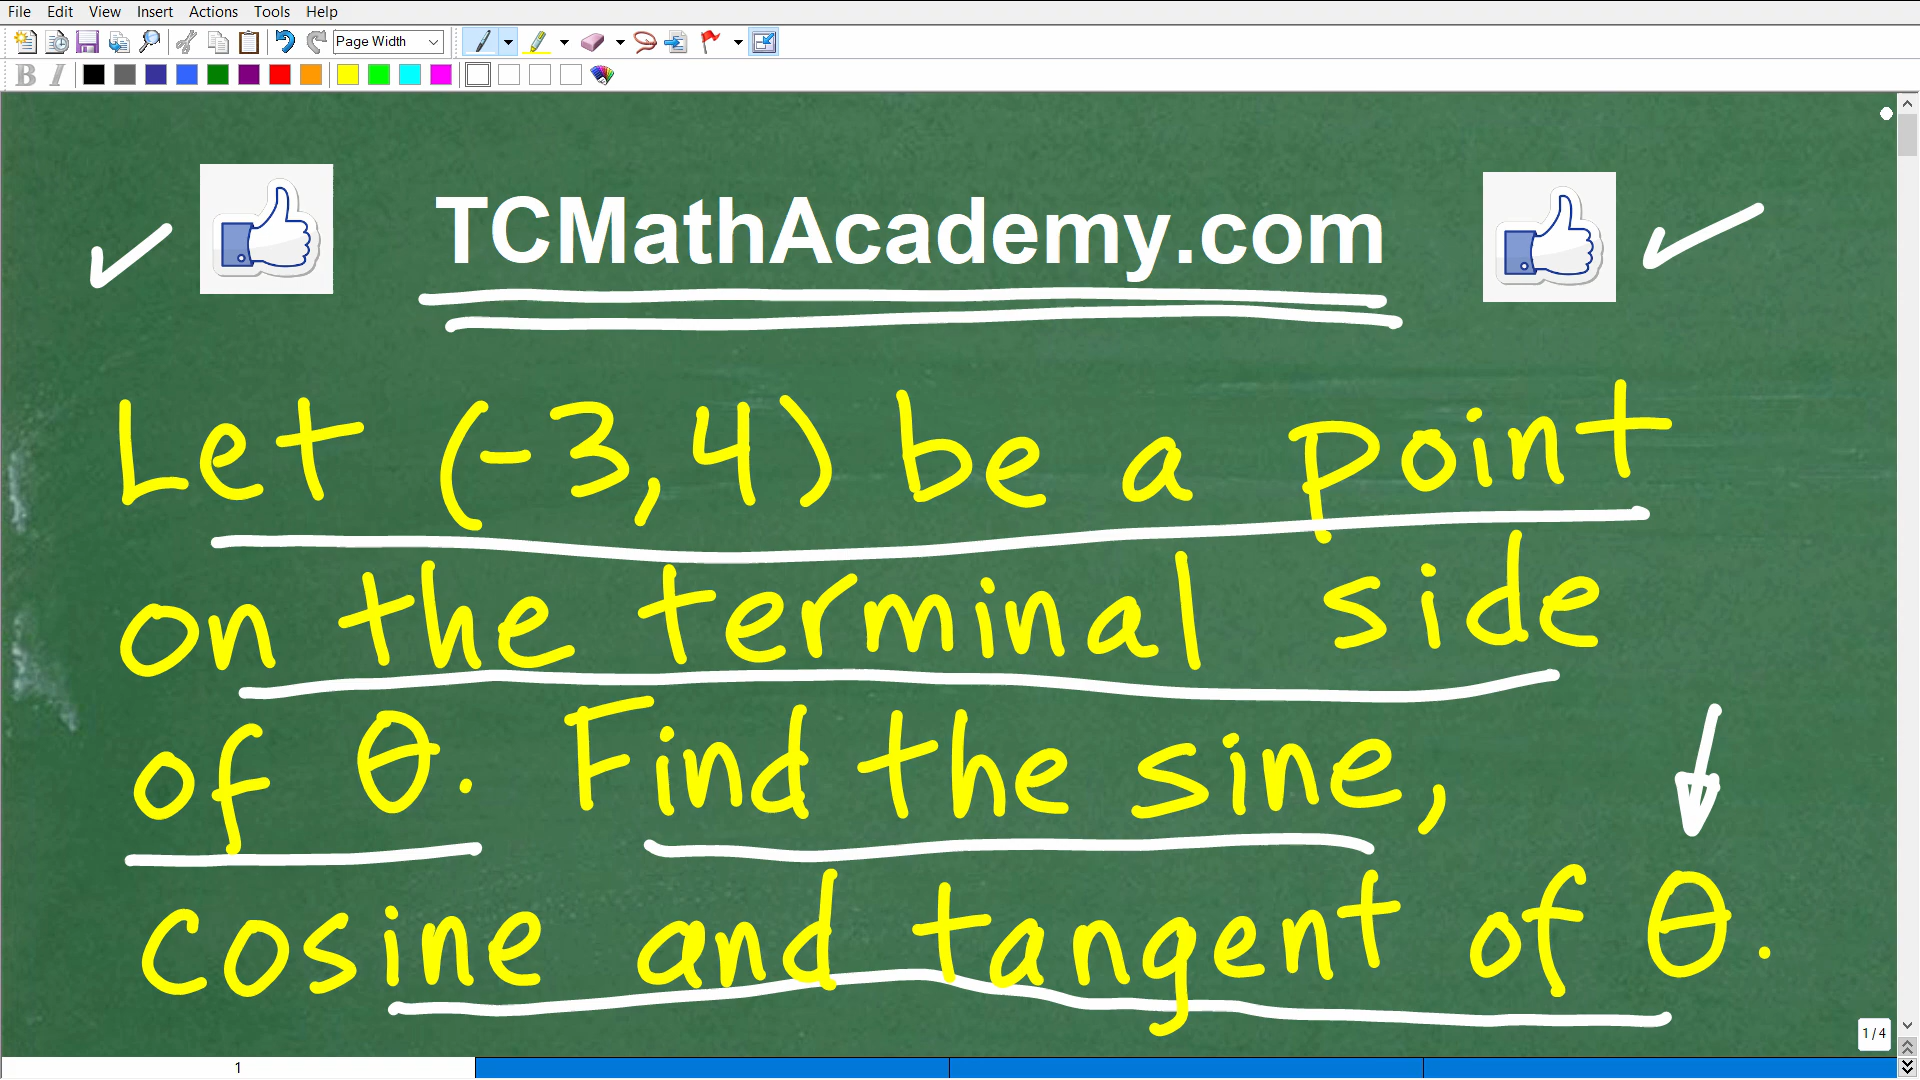 File Edit View Insert Actions Tools Help
Page Width
B I
TCMathAcademy.com
Let (-3,4) be a point
on the terminal side
of θ. Find the sine,
cosine and tangent of θ.
1 / 4
1